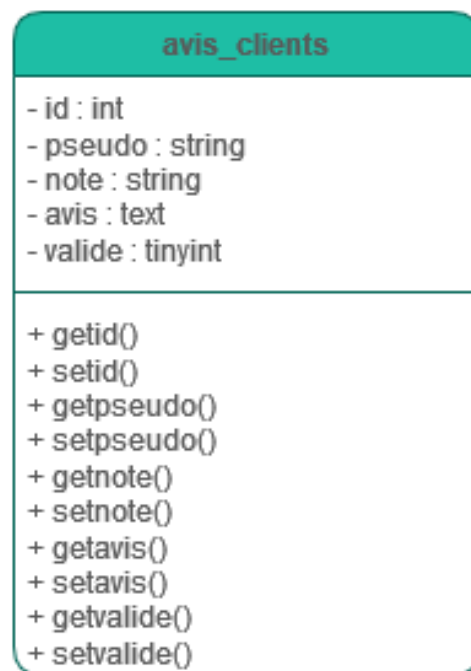 avis_clients
- id : int
- pseudo : string
- note : string
- avis : text
- valide : tinyint
+ getid()
+ setid()
+ getpseudo()
+ setpseudo()
+ getnote()
+ setnote()
+ getavis()
+ setavis()
+ getvalide()
+ setvalide()